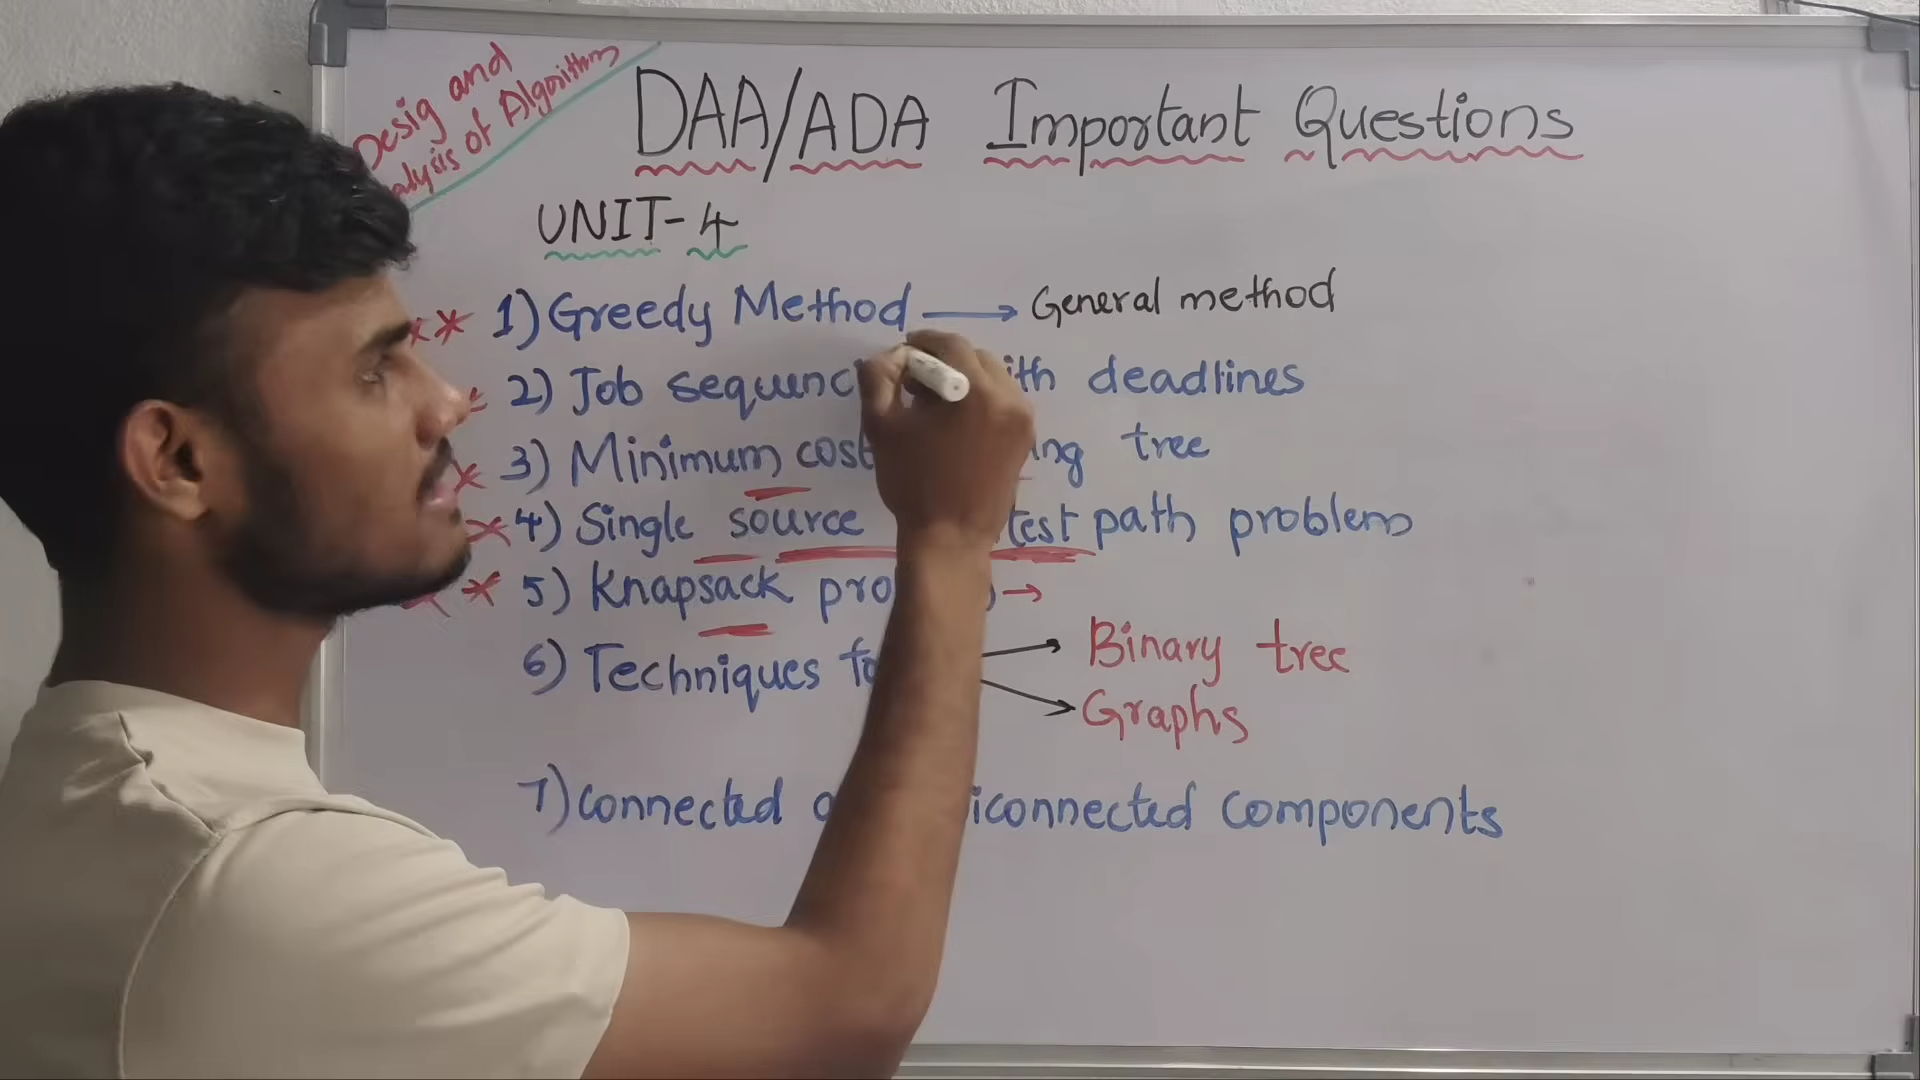 Desig and
alysis of Algorithms
DAA/ADA Important Questions
UNIT-4
** 1) Greedy Method → General method
2) Job sequenc ith deadlines
* 3) Minimum cost ing tree
* 4) Single source test path problem
* * 5) Knapsack pro →
6) Techniques fo → Binary tree
→ Graphs
7) connected iconnected components